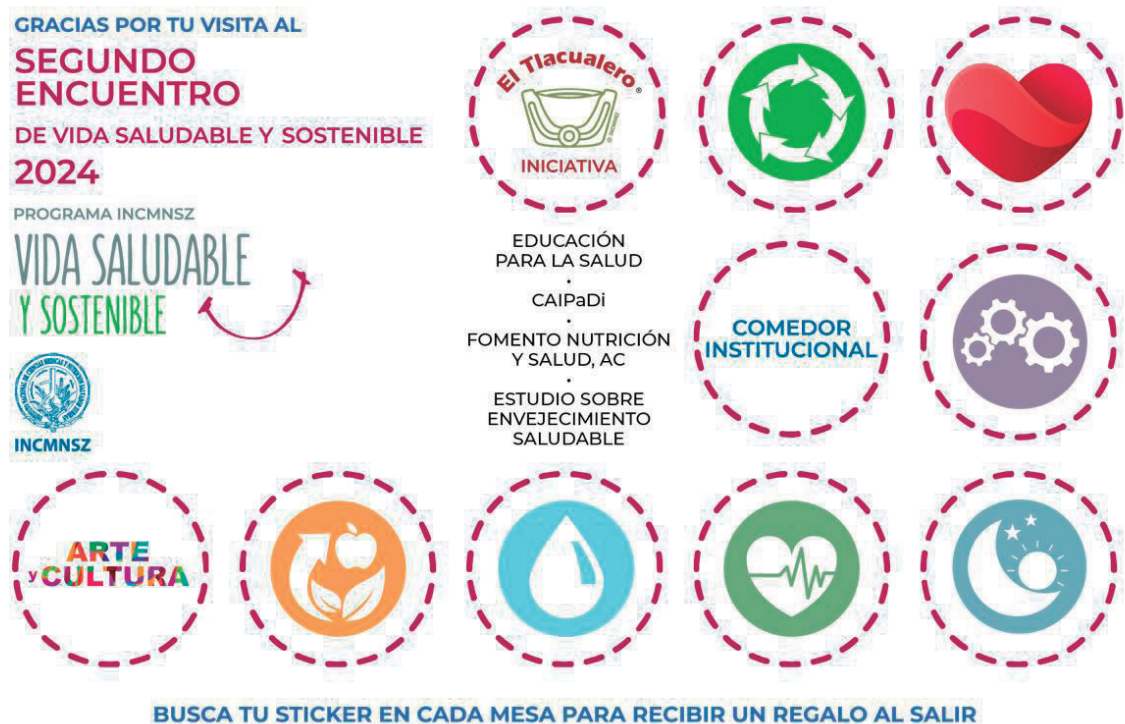 GRACIAS POR TU VISITA AL
SEGUNDO
ENCUENTRO
DE VIDA SALUDABLE Y SOSTENIBLE
2024
PROGRAMA INCMNSZ
VIDA SALUDABLE
Y SOSTENIBLE
INCMNSZ
El Tlacualero®
INICIATIVA
EDUCACIÓN
PARA LA SALUD
·
CAIPaDi
·
FOMENTO NUTRICIÓN
Y SALUD, AC
·
ESTUDIO SOBRE
ENVEJECIMIENTO
SALUDABLE
COMEDOR
INSTITUCIONAL
ARTE
y CULTURA
BUSCA TU STICKER EN CADA MESA PARA RECIBIR UN REGALO AL SALIR